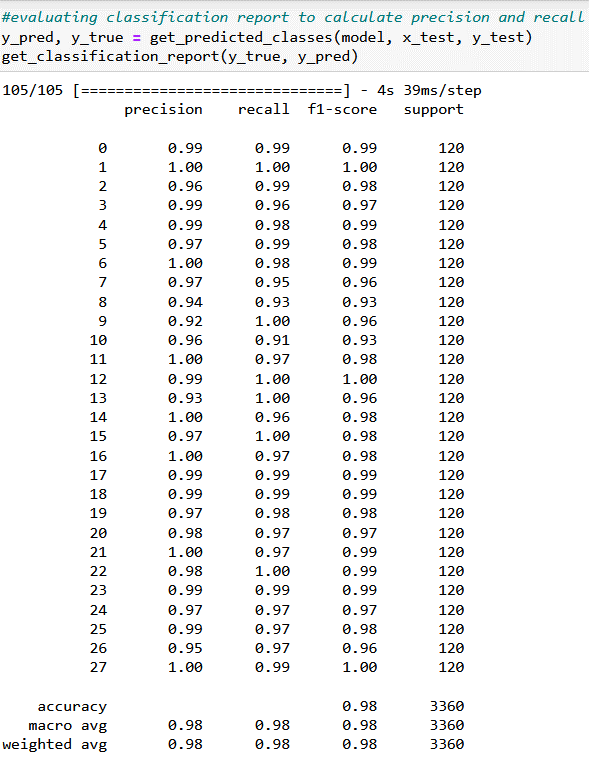 #evaluating classification report to calculate precision and recall
y_pred, y_true = get_predicted_classes(model, x_test, y_test)
get_classification_report(y_true, y_pred)
105/105 [==============================] - 4s 39ms/step
precision recall f1-score support
0 0.99 0.99 0.99 120
1 1.00 1.00 1.00 120
2 0.96 0.99 0.98 120
3 0.99 0.96 0.97 120
4 0.99 0.98 0.99 120
5 0.97 0.99 0.98 120
6 1.00 0.98 0.99 120
7 0.97 0.95 0.96 120
8 0.94 0.93 0.93 120
9 0.92 1.00 0.96 120
10 0.96 0.91 0.93 120
11 1.00 0.97 0.98 120
12 0.99 1.00 1.00 120
13 0.93 1.00 0.96 120
14 1.00 0.96 0.98 120
15 0.97 1.00 0.98 120
16 1.00 0.97 0.98 120
17 0.99 0.99 0.99 120
18 0.99 0.99 0.99 120
19 0.97 0.98 0.98 120
20 0.98 0.97 0.97 120
21 1.00 0.97 0.99 120
22 0.98 1.00 0.99 120
23 0.99 0.99 0.99 120
24 0.97 0.97 0.97 120
25 0.99 0.97 0.98 120
26 0.95 0.97 0.96 120
27 1.00 0.99 1.00 120
accuracy 0.98 3360
macro avg 0.98 0.98 0.98 3360
weighted avg 0.98 0.98 0.98 3360